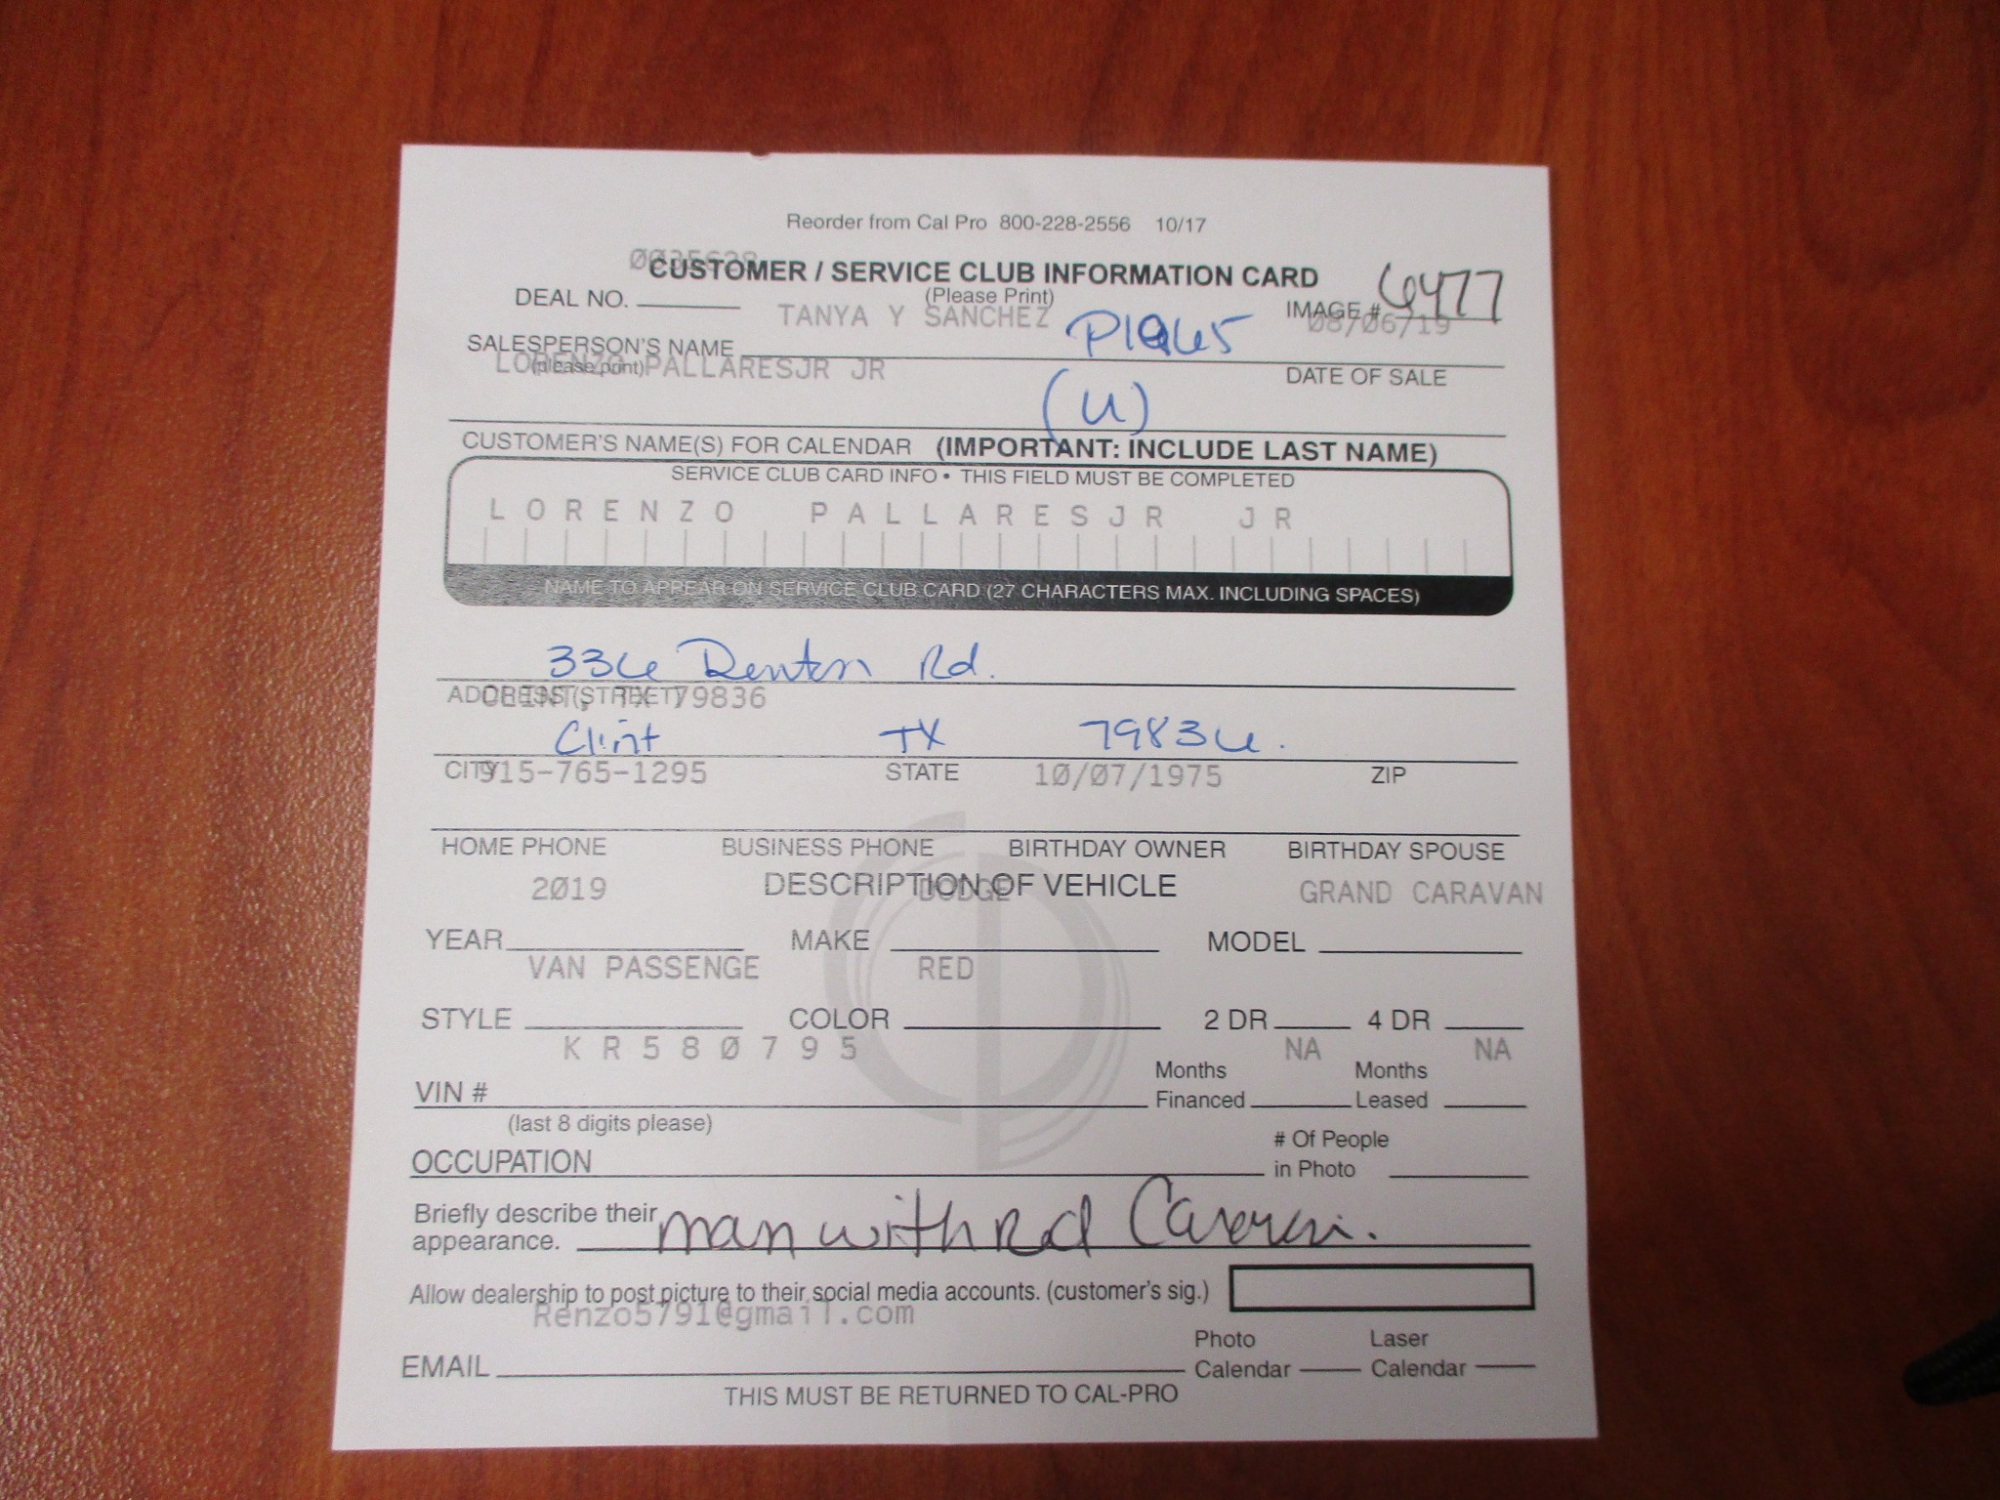 Reorder from Cal Pro 800-228-2556 10/17
CUSTOMER / SERVICE CLUB INFORMATION CARD
(Please Print)
DEAL NO.
IMAGE # 6477
TANYA Y SANCHEZ
08/06/19
SALESPERSON'S NAME
(please print)
DATE OF SALE
LORENZO PALLARESJR JR
(U)
CUSTOMER'S NAME(S) FOR CALENDAR (IMPORTANT: INCLUDE LAST NAME)
SERVICE CLUB CARD INFO • THIS FIELD MUST BE COMPLETED
LORENZO PALLARESJR JR
NAME TO APPEAR ON SERVICE CLUB CARD (27 CHARACTERS MAX. INCLUDING SPACES)
336 Denton Rd.
ADDRESS (STREET)
CLINT, TX 79836
Clint TX 79836.
CITY STATE ZIP
915-765-1295 10/07/1975
HOME PHONE BUSINESS PHONE BIRTHDAY OWNER BIRTHDAY SPOUSE
DESCRIPTION OF VEHICLE
2019 DODGE GRAND CARAVAN
YEAR MAKE MODEL
VAN PASSENGE RED
STYLE COLOR 2 DR 4 DR
KR580795 NA NA
VIN # Months Financed Months Leased
(last 8 digits please)
OCCUPATION # Of People in Photo
Briefly describe their appearance. man with Red Caravan.
Allow dealership to post picture to their social media accounts. (customer's sig.)
Renzo5791@gmail.com
EMAIL Photo Calendar Laser Calendar
THIS MUST BE RETURNED TO CAL-PRO